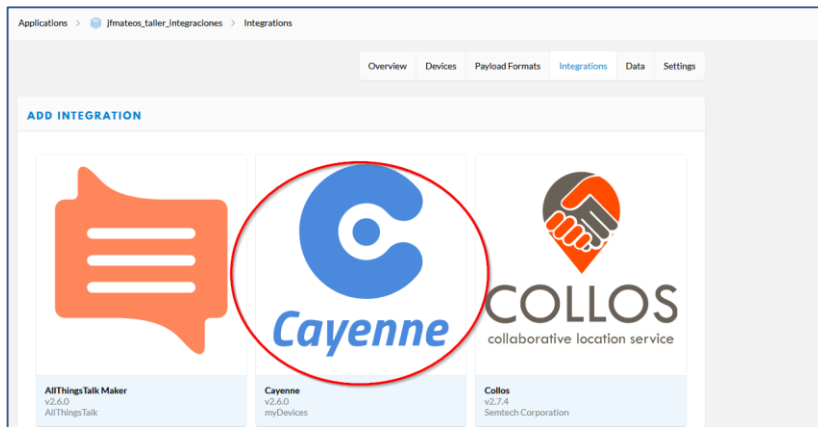 Applications > jfmateos_taller_integraciones > Integrations
Overview Devices Payload Formats Integrations Data Settings
ADD INTEGRATION
Cayenne
COLLOS
collaborative location service
AllThingsTalk Maker
v2.6.0
AllThingsTalk
Cayenne
v2.6.0
myDevices
Collos
v2.7.4
Semtech Corporation